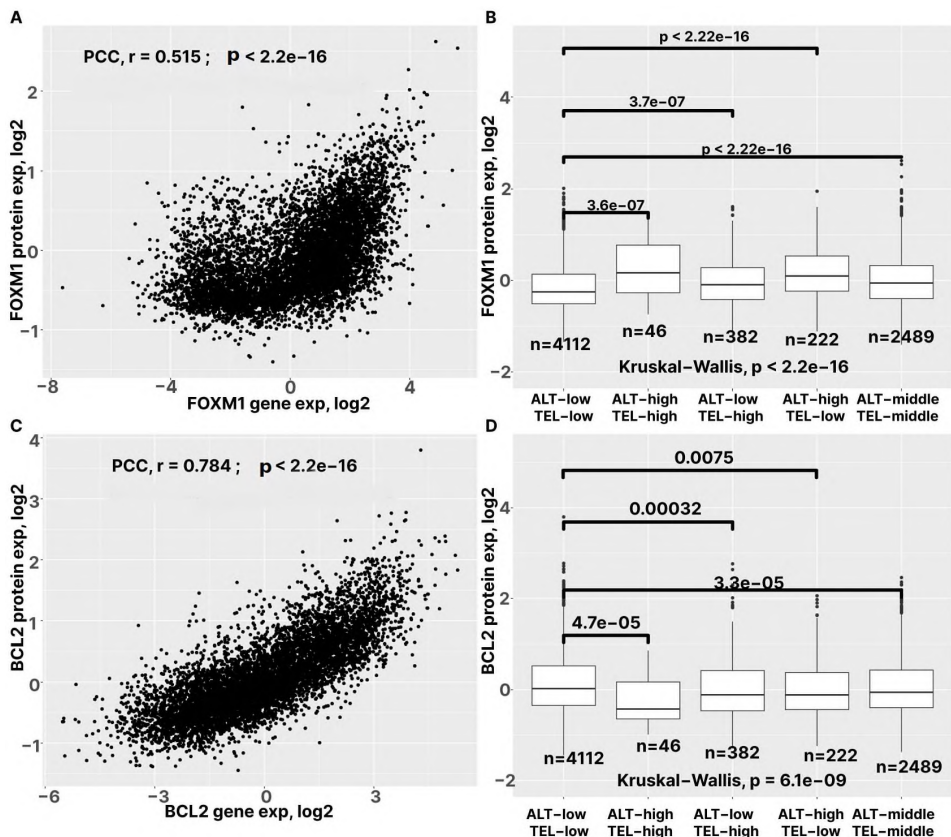 A
PCC, r = 0.515 ; p < 2.2e−16
FOXM1 protein exp, log2
2
1
0
−1
−8
−4
0
4
FOXM1 gene exp, log2
B
p < 2.22e−16
3.7e−07
p < 2.22e−16
3.6e−07
FOXM1 protein exp, log2
4
2
0
−2
n=4112
n=46
n=382
n=222
n=2489
Kruskal−Wallis, p < 2.2e−16
ALT−low ALT−high ALT−low ALT−high ALT−middle
TEL−low TEL−high TEL−high TEL−low TEL−middle
C
PCC, r = 0.784 ; p < 2.2e−16
BCL2 protein exp, log2
4
3
2
1
0
−1
−6
−3
0
3
BCL2 gene exp, log2
D
0.0075
0.00032
3.3e−05
4.7e−05
BCL2 protein exp, log2
4
2
0
−2
n=4112
n=46
n=382
n=222
n=2489
Kruskal−Wallis, p = 6.1e−09
ALT−low ALT−high ALT−low ALT−high ALT−middle
TEL−low TEL−high TEL−high TEL−low TEL−middle